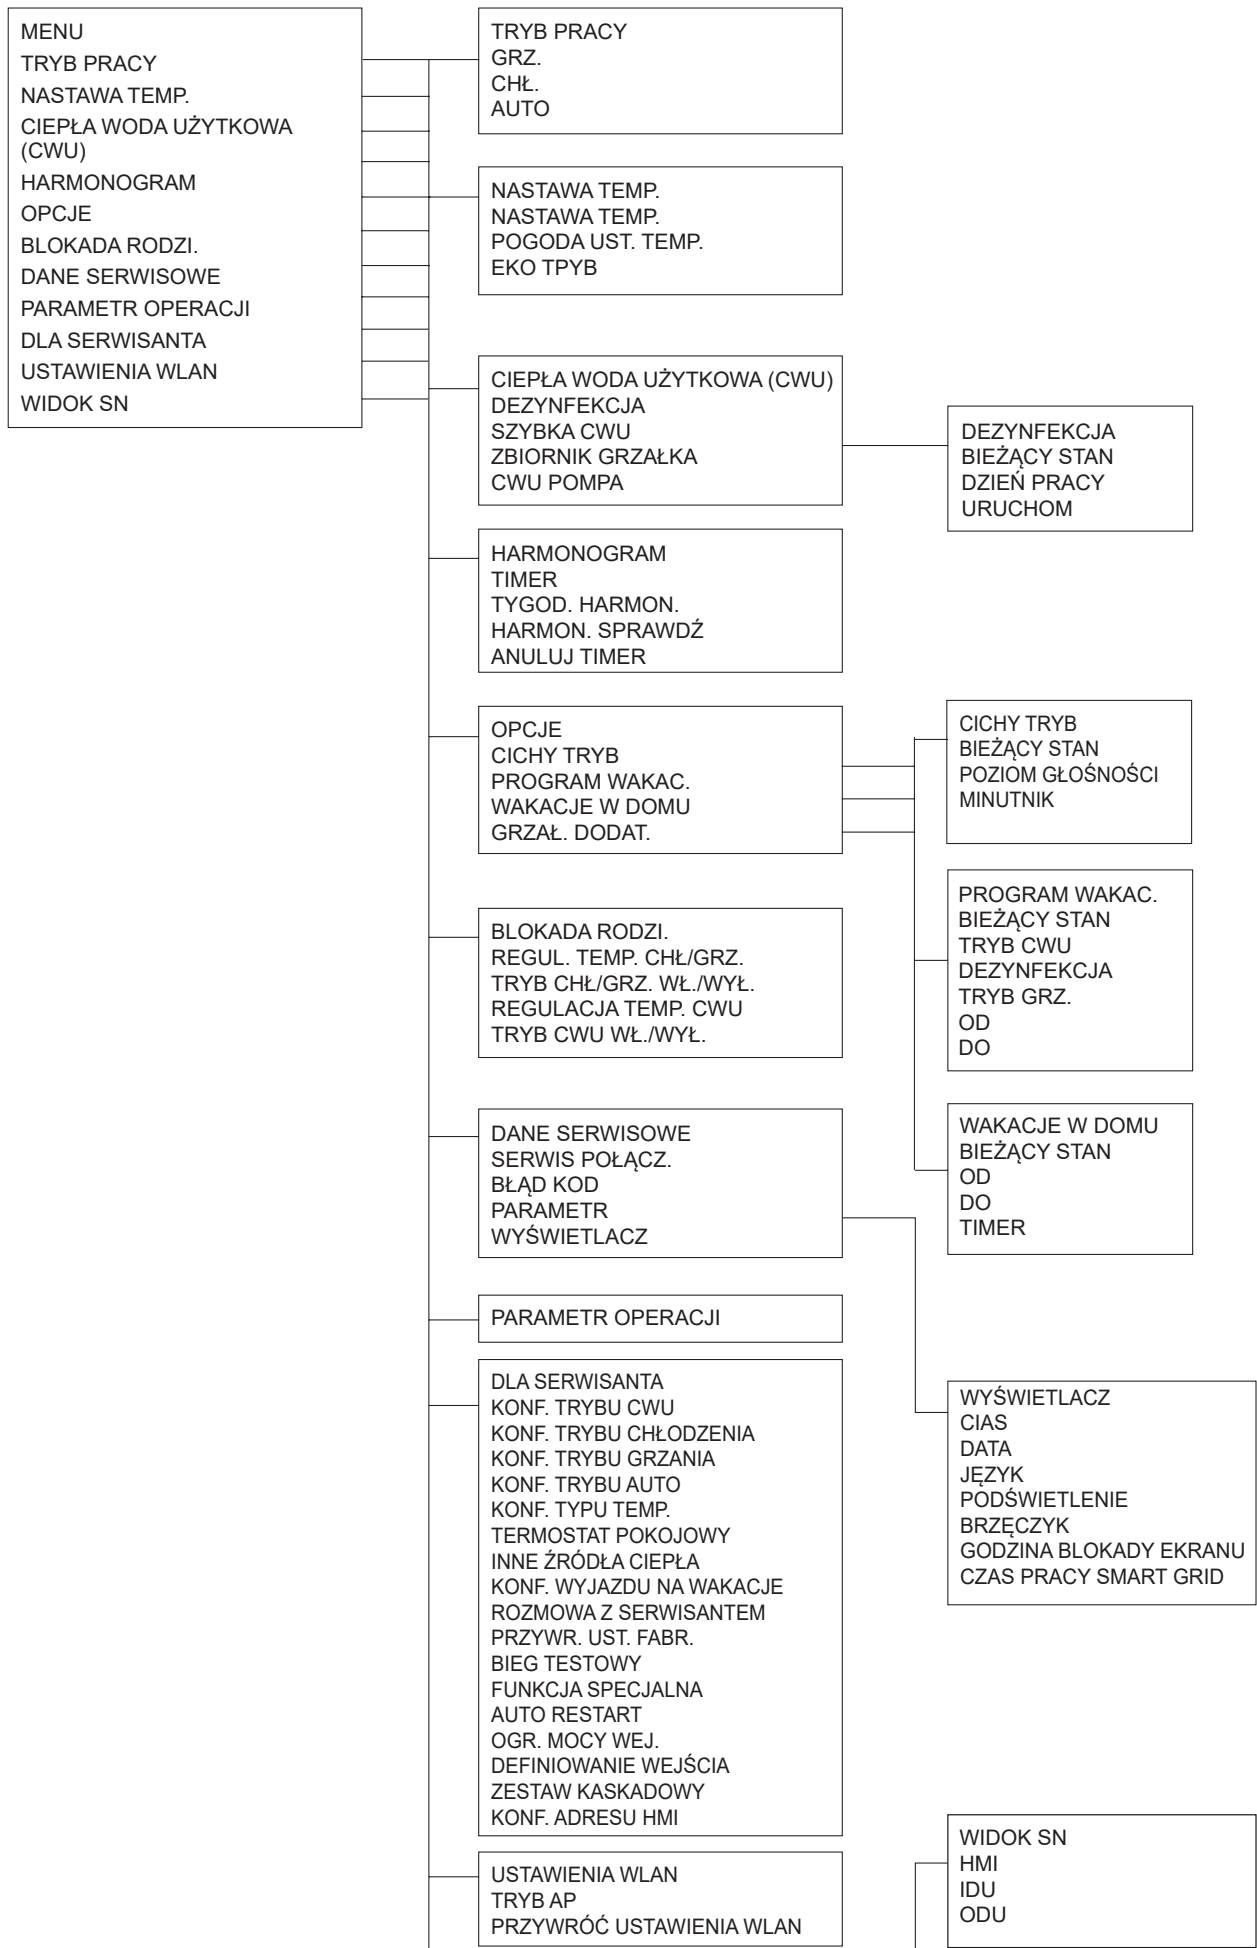 MENU
TRYB PRACY
NASTAWA TEMP.
CIEPŁA WODA UŻYTKOWA
(CWU)
HARMONOGRAM
OPCJE
BLOKADA RODZI.
DANE SERWISOWE
PARAMETR OPERACJI
DLA SERWISANTA
USTAWIENIA WLAN
WIDOK SN
TRYB PRACY
GRZ.
CHŁ.
AUTO
NASTAWA TEMP.
NASTAWA TEMP.
POGODA UST. TEMP.
EKO TPYB
CIEPŁA WODA UŻYTKOWA (CWU)
DEZYNFEKCJA
SZYBKA CWU
ZBIORNIK GRZAŁKA
CWU POMPA
DEZYNFEKCJA
BIEŻĄCY STAN
DZIEŃ PRACY
URUCHOM
HARMONOGRAM
TIMER
TYGOD. HARMON.
HARMON. SPRAWDŹ
ANULUJ TIMER
OPCJE
CICHY TRYB
PROGRAM WAKAC.
WAKACJE W DOMU
GRZAŁ. DODAT.
CICHY TRYB
BIEŻĄCY STAN
POZIOM GŁOŚNOŚCI
MINUTNIK
PROGRAM WAKAC.
BIEŻĄCY STAN
TRYB CWU
DEZYNFEKCJA
TRYB GRZ.
OD
DO
WAKACJE W DOMU
BIEŻĄCY STAN
OD
DO
TIMER
BLOKADA RODZI.
REGUL. TEMP. CHŁ/GRZ.
TRYB CHŁ/GRZ. WŁ./WYŁ.
REGULACJA TEMP. CWU
TRYB CWU WŁ./WYŁ.
DANE SERWISOWE
SERWIS POŁĄCZ.
BŁĄD KOD
PARAMETR
WYŚWIETLACZ
WYŚWIETLACZ
CIAS
DATA
JĘZYK
PODŚWIETLENIE
BRZĘCZYK
GODZINA BLOKADY EKRANU
CZAS PRACY SMART GRID
PARAMETR OPERACJI
DLA SERWISANTA
KONF. TRYBU CWU
KONF. TRYBU CHŁODZENIA
KONF. TRYBU GRZANIA
KONF. TRYBU AUTO
KONF. TYPU TEMP.
TERMOSTAT POKOJOWY
INNE ŹRÓDŁA CIEPŁA
KONF. WYJAZDU NA WAKACJE
ROZMOWA Z SERWISANTEM
PRZYWR. UST. FABR.
BIEG TESTOWY
FUNKCJA SPECJALNA
AUTO RESTART
OGR. MOCY WEJ.
DEFINIOWANIE WEJŚCIA
ZESTAW KASKADOWY
KONF. ADRESU HMI
USTAWIENIA WLAN
TRYB AP
PRZYWRÓĆ USTAWIENIA WLAN
WIDOK SN
HMI
IDU
ODU